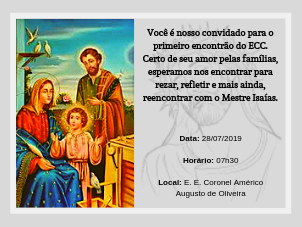 Você é nosso convidado para o
primeiro encontrão do ECC.
Certo de seu amor pelas famílias,
esperamos nos encontrar para
rezar, refletir e mais ainda,
reencontrar com o Mestre Isaías.
Data: 28/07/2019
Horário: 07h30
Local: E. E. Coronel Américo
Augusto de Oliveira